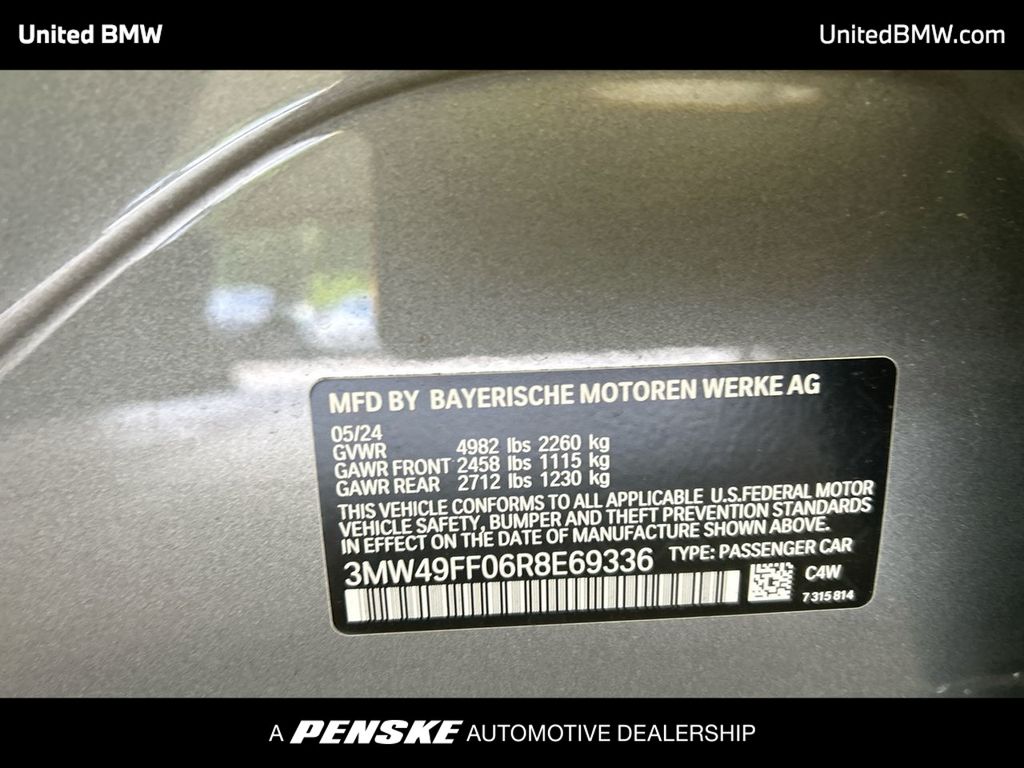 United BMW
UnitedBMW.com
MFD BY BAYERISCHE MOTOREN WERKE AG
05/24
GVWR 4982 lbs 2260 kg
GAWR FRONT 2458 lbs 1115 kg
GAWR REAR 2712 lbs 1230 kg
THIS VEHICLE CONFORMS TO ALL APPLICABLE U.S.FEDERAL MOTOR
VEHICLE SAFETY, BUMPER AND THEFT PREVENTION STANDARDS
IN EFFECT ON THE DATE OF MANUFACTURE SHOWN ABOVE.
3MW49FF06R8E69336 TYPE: PASSENGER CAR
C4W
7 315 814
A PENSKE AUTOMOTIVE DEALERSHIP